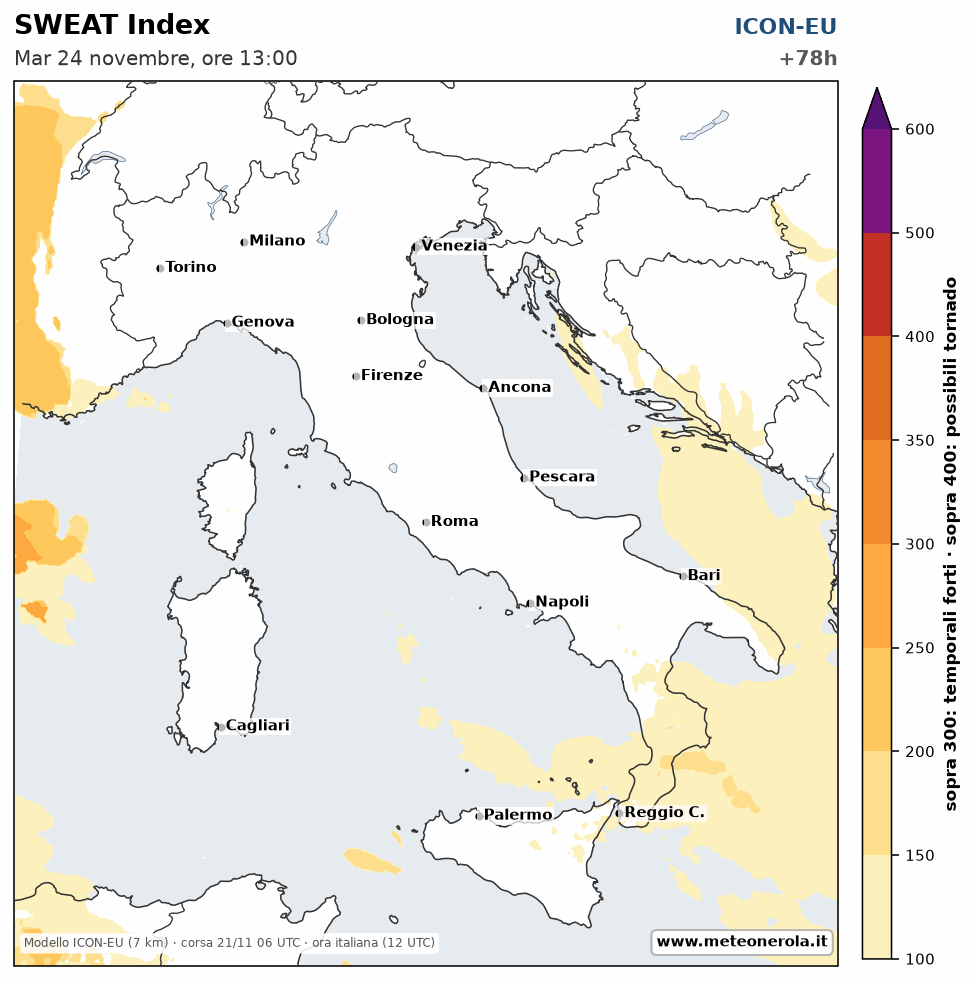 SWEAT Index
ICON-EU
Mar 24 novembre, ore 13:00
+78h
Milano
Venezia
Torino
Genova
Bologna
Firenze
Ancona
Pescara
Roma
Bari
Napoli
Cagliari
Palermo
Reggio C.
Modello ICON-EU (7 km) · corsa 21/11 06 UTC · ora italiana (12 UTC)
www.meteonerola.it
600
500
400
350
300
250
200
150
100
sopra 300: temporali forti · sopra 400: possibili tornado